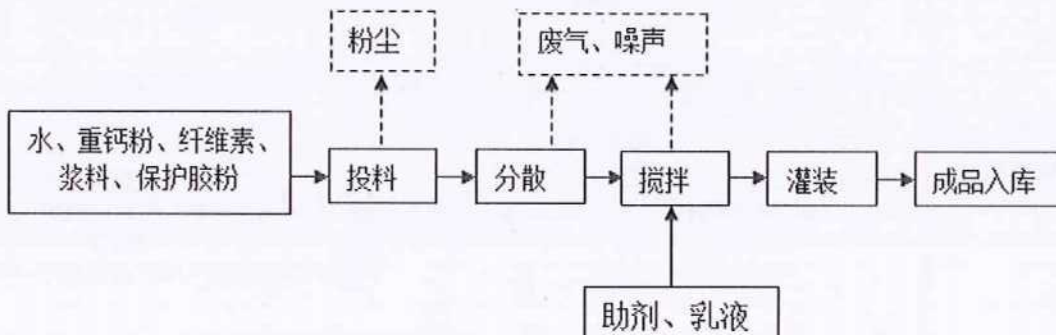 粉尘
废气、噪声
水、重钙粉、纤维素、
浆料、保护胶粉
投料
分散
搅拌
灌装
成品入库
助剂、乳液